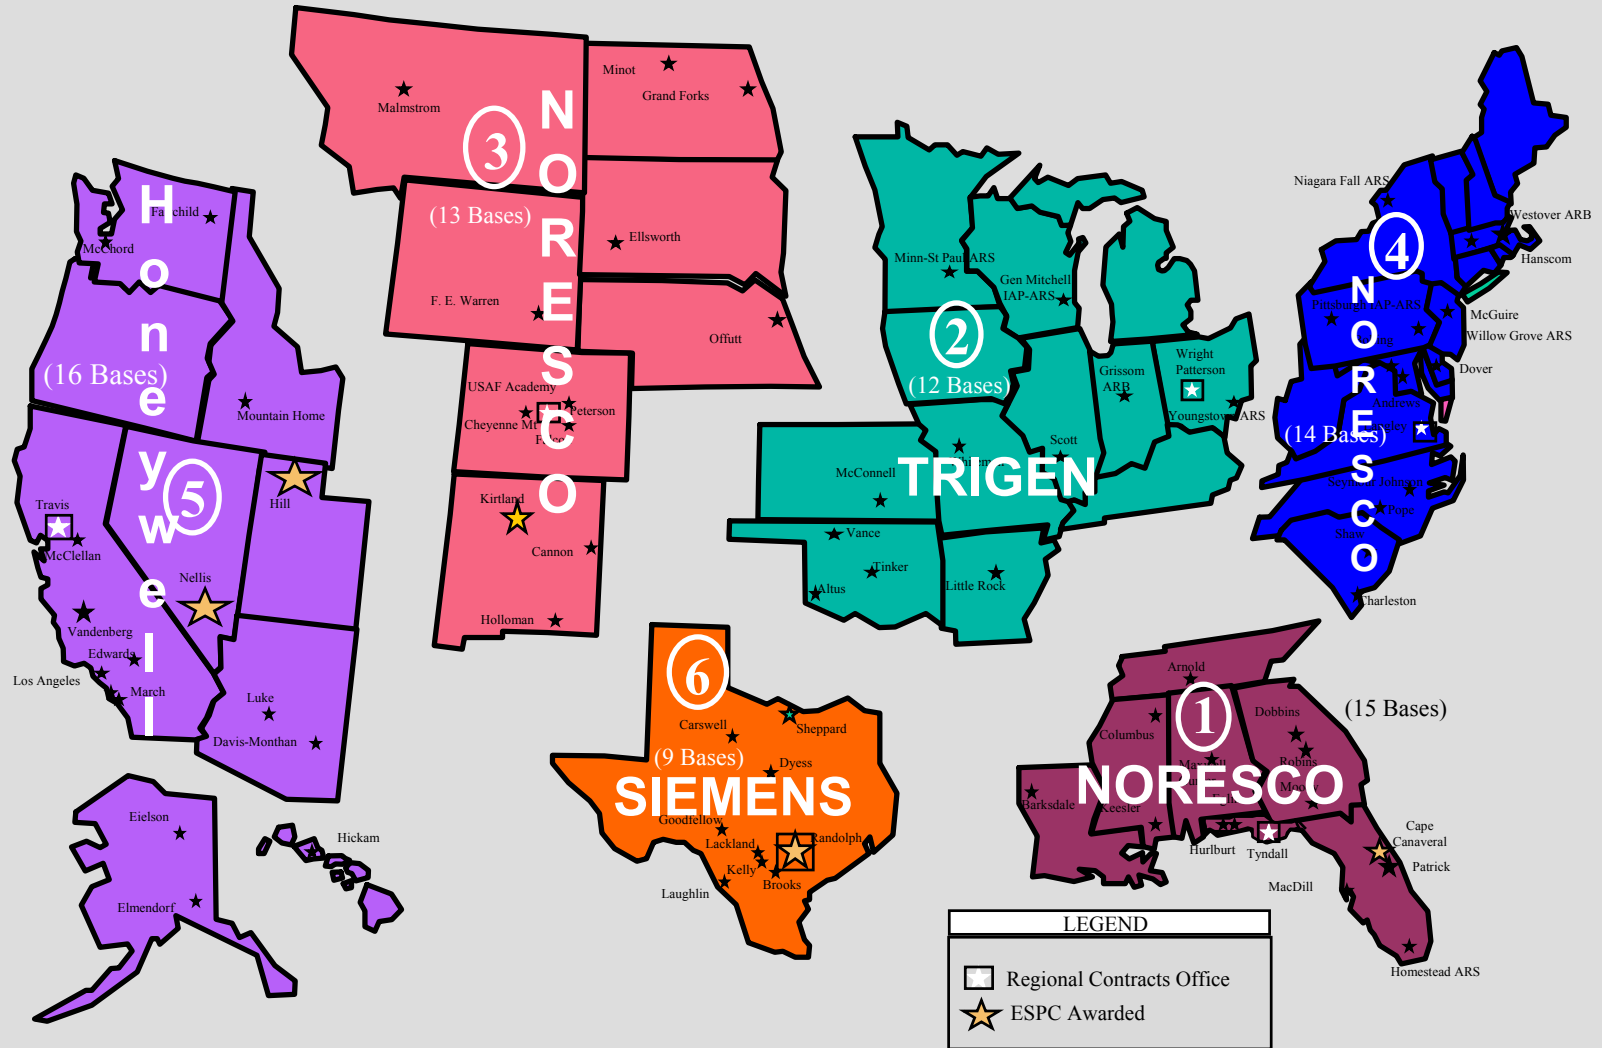 Honeywell
5
(16 Bases)
Fairchild
McChord
Mountain Home
Travis
McClellan
Hill
Nellis
Vandenberg
Edwards
Los Angeles
March
Luke
Davis-Monthan
Eielson
Elmendorf
Hickam
NORESCO
3
(13 Bases)
Malmstrom
Minot
Grand Forks
Ellsworth
F. E. Warren
Offutt
USAF Academy
Peterson
Cheyenne Mt
Kirtland
Cannon
Holloman
TRIGEN
2
(12 Bases)
Minn-St Paul ARS
Gen Mitchell
IAP-ARS
Wright
Patterson
Grissom
ARB
Youngstown ARS
Scott
McConnell
Vance
Tinker
Altus
Little Rock
NORESCO
4
(14 Bases)
Niagara Fall ARS
Westover ARB
Hanscom
Pittsburgh IAP-ARS
McGuire
Willow Grove ARS
Dover
Andrews
Seymour Johnson
Pope
Shaw
Charleston
SIEMENS
6
(9 Bases)
Carswell
Sheppard
Dyess
Goodfellow
Lackland
Randolph
Kelly
Brooks
Laughlin
NORESCO
1
(15 Bases)
Arnold
Columbus
Dobbins
Robins
Moody
Barksdale
Keesler
Hurlburt
Tyndall
Cape
Canaveral
Patrick
MacDill
Homestead ARS
LEGEND
Regional Contracts Office
ESPC Awarded